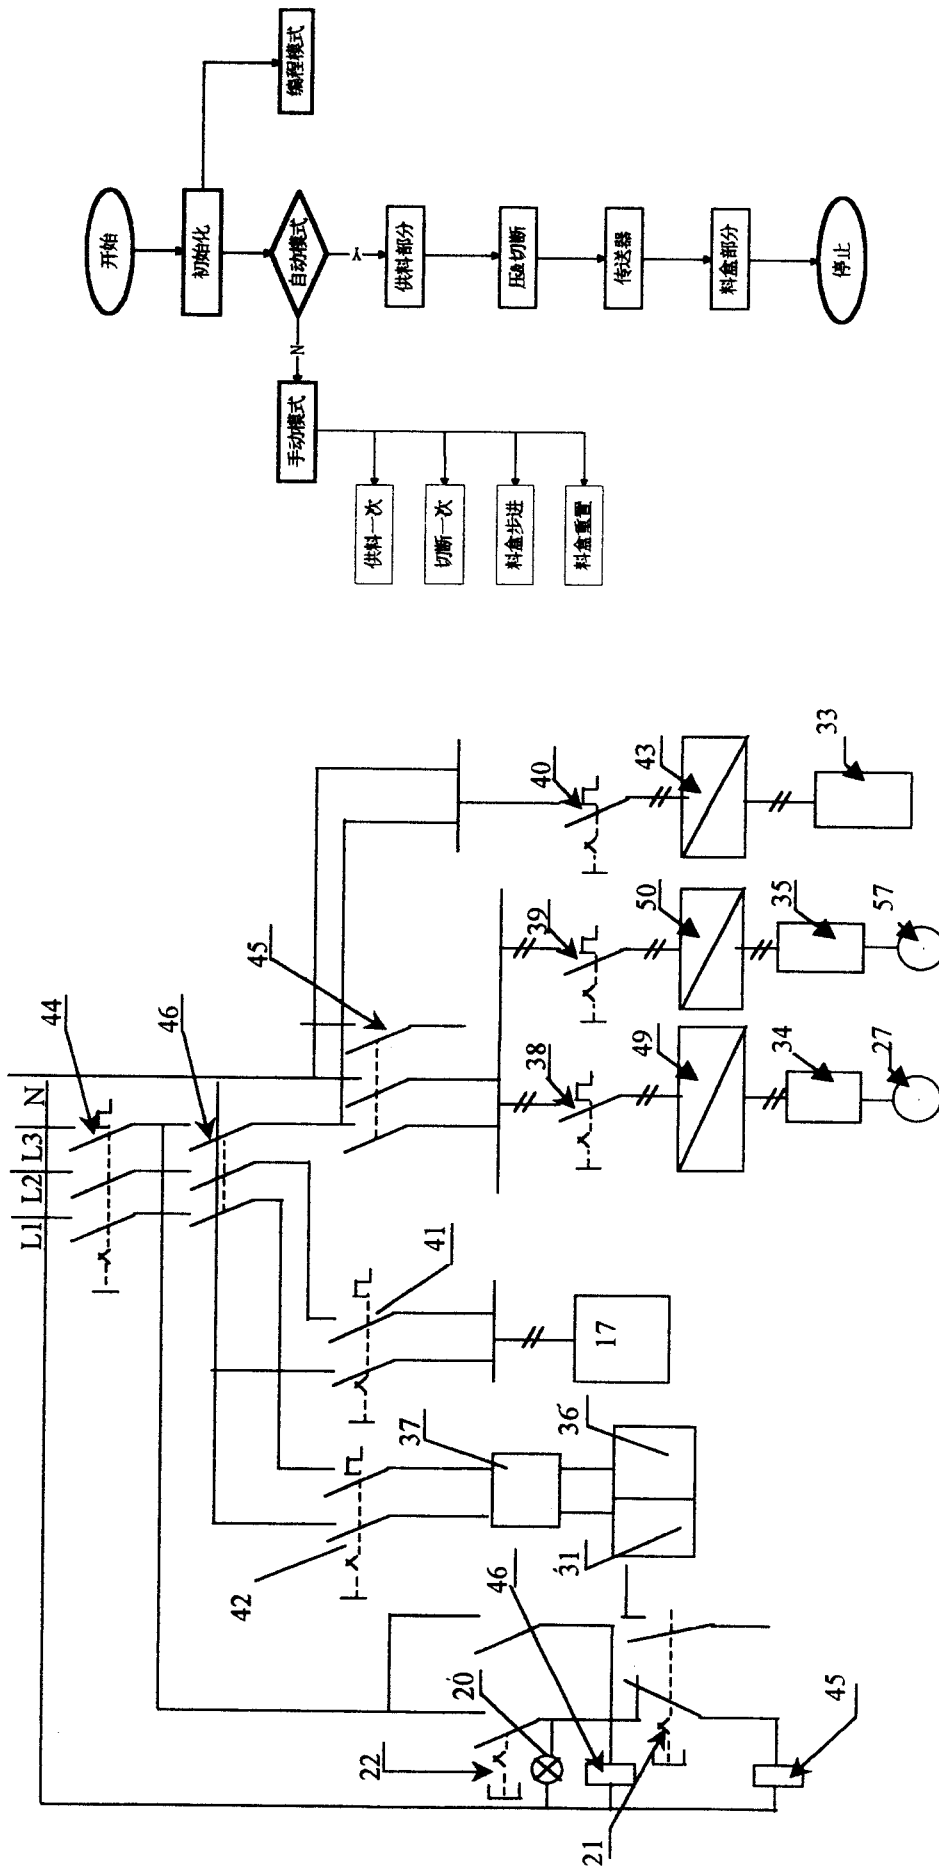 开始
初始化
编程模式
自动模式
N
Y
手动模式
供料一次
切断一次
料盒步进
料盒重置
供料部分
压&切断
传送器
料盒部分
停止
L1
L2
L3
N
44
46
45
41
42
37
17
36
31
38
39
40
49
50
43
34
35
33
27
57
22
20
46
21
45